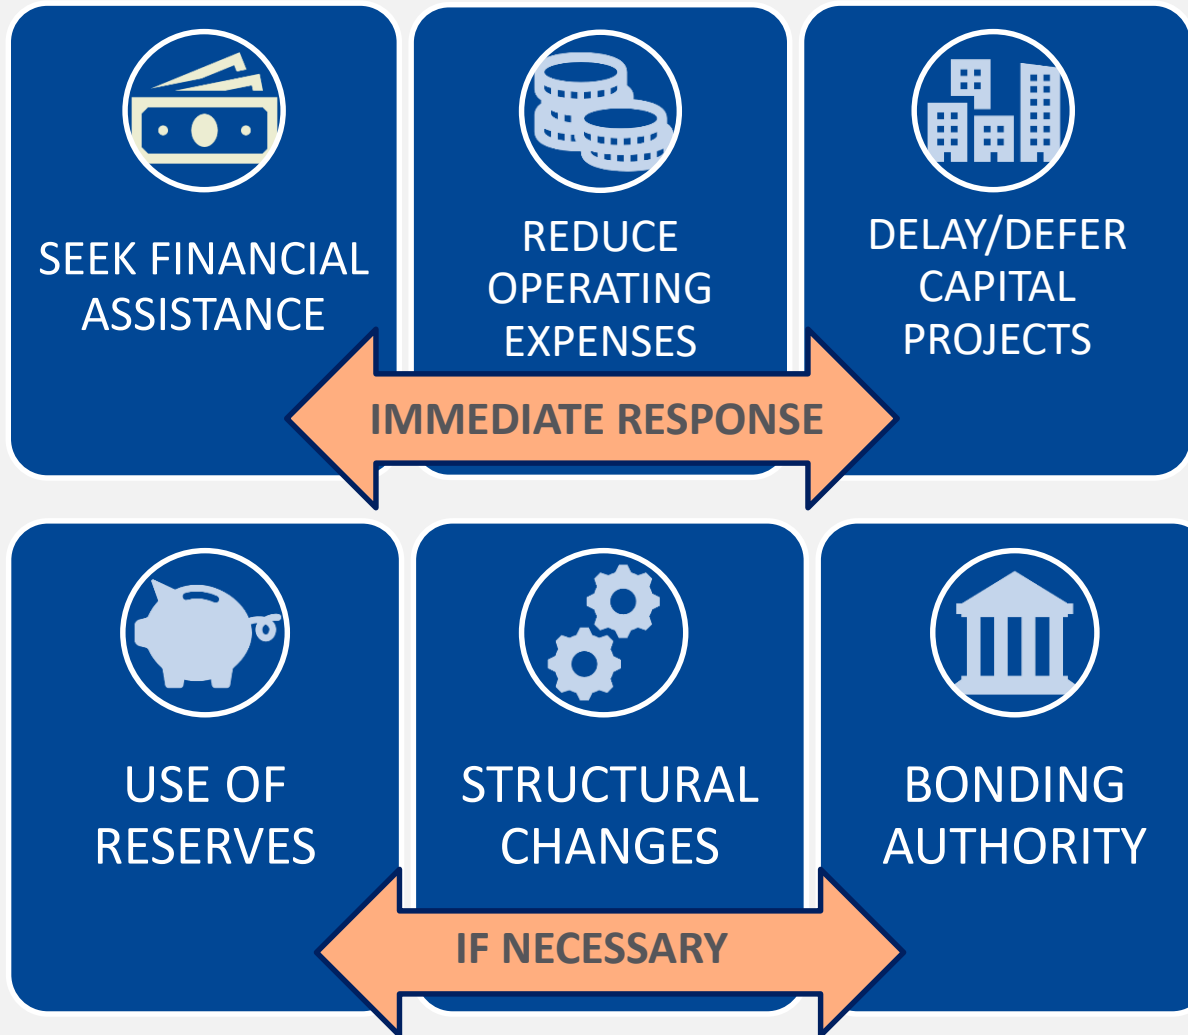 SEEK FINANCIAL
ASSISTANCE
REDUCE
OPERATING
EXPENSES
DELAY/DEFER
CAPITAL
PROJECTS
IMMEDIATE RESPONSE
USE OF
RESERVES
STRUCTURAL
CHANGES
BONDING
AUTHORITY
IF NECESSARY